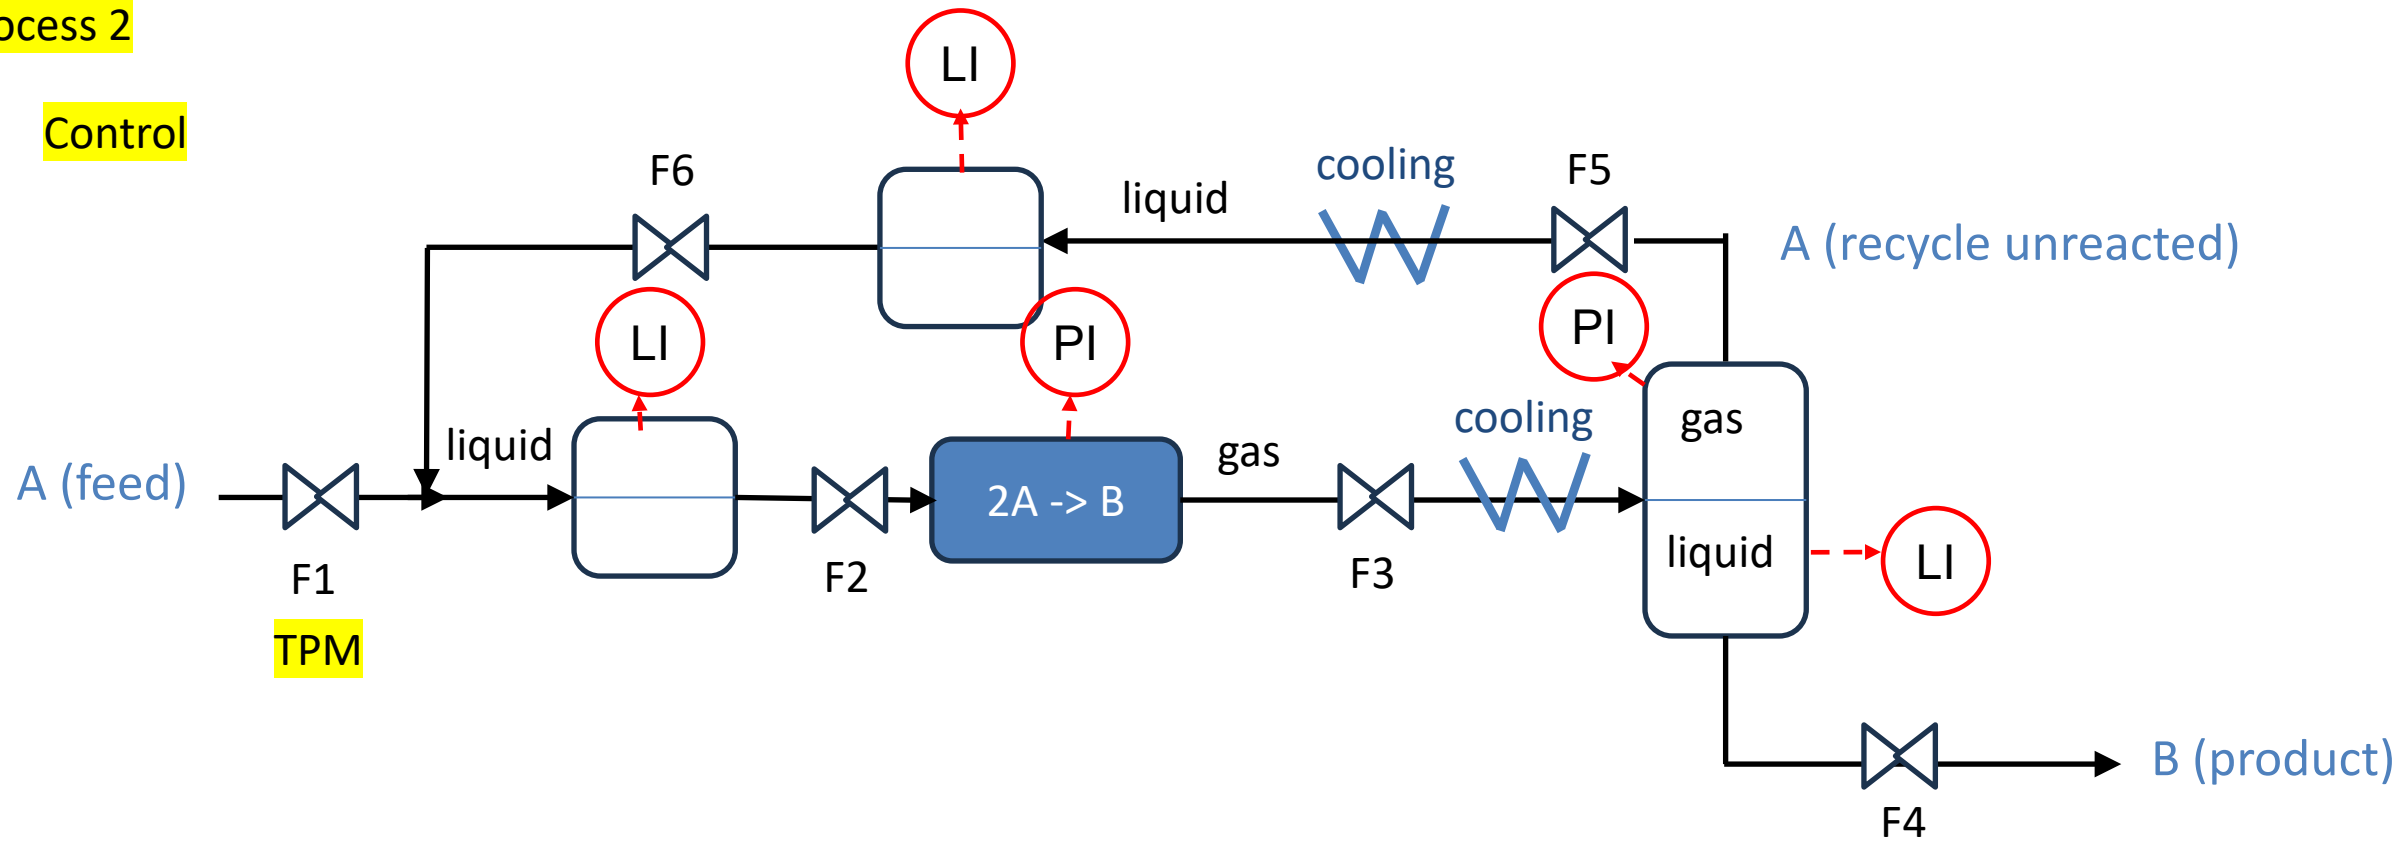 ocess 2
Control
LI
F6
liquid
cooling
F5
A (recycle unreacted)
LI
PI
PI
A (feed)
liquid
2A -> B
gas
cooling
gas
liquid
LI
F1
F2
F3
TPM
B (product)
F4